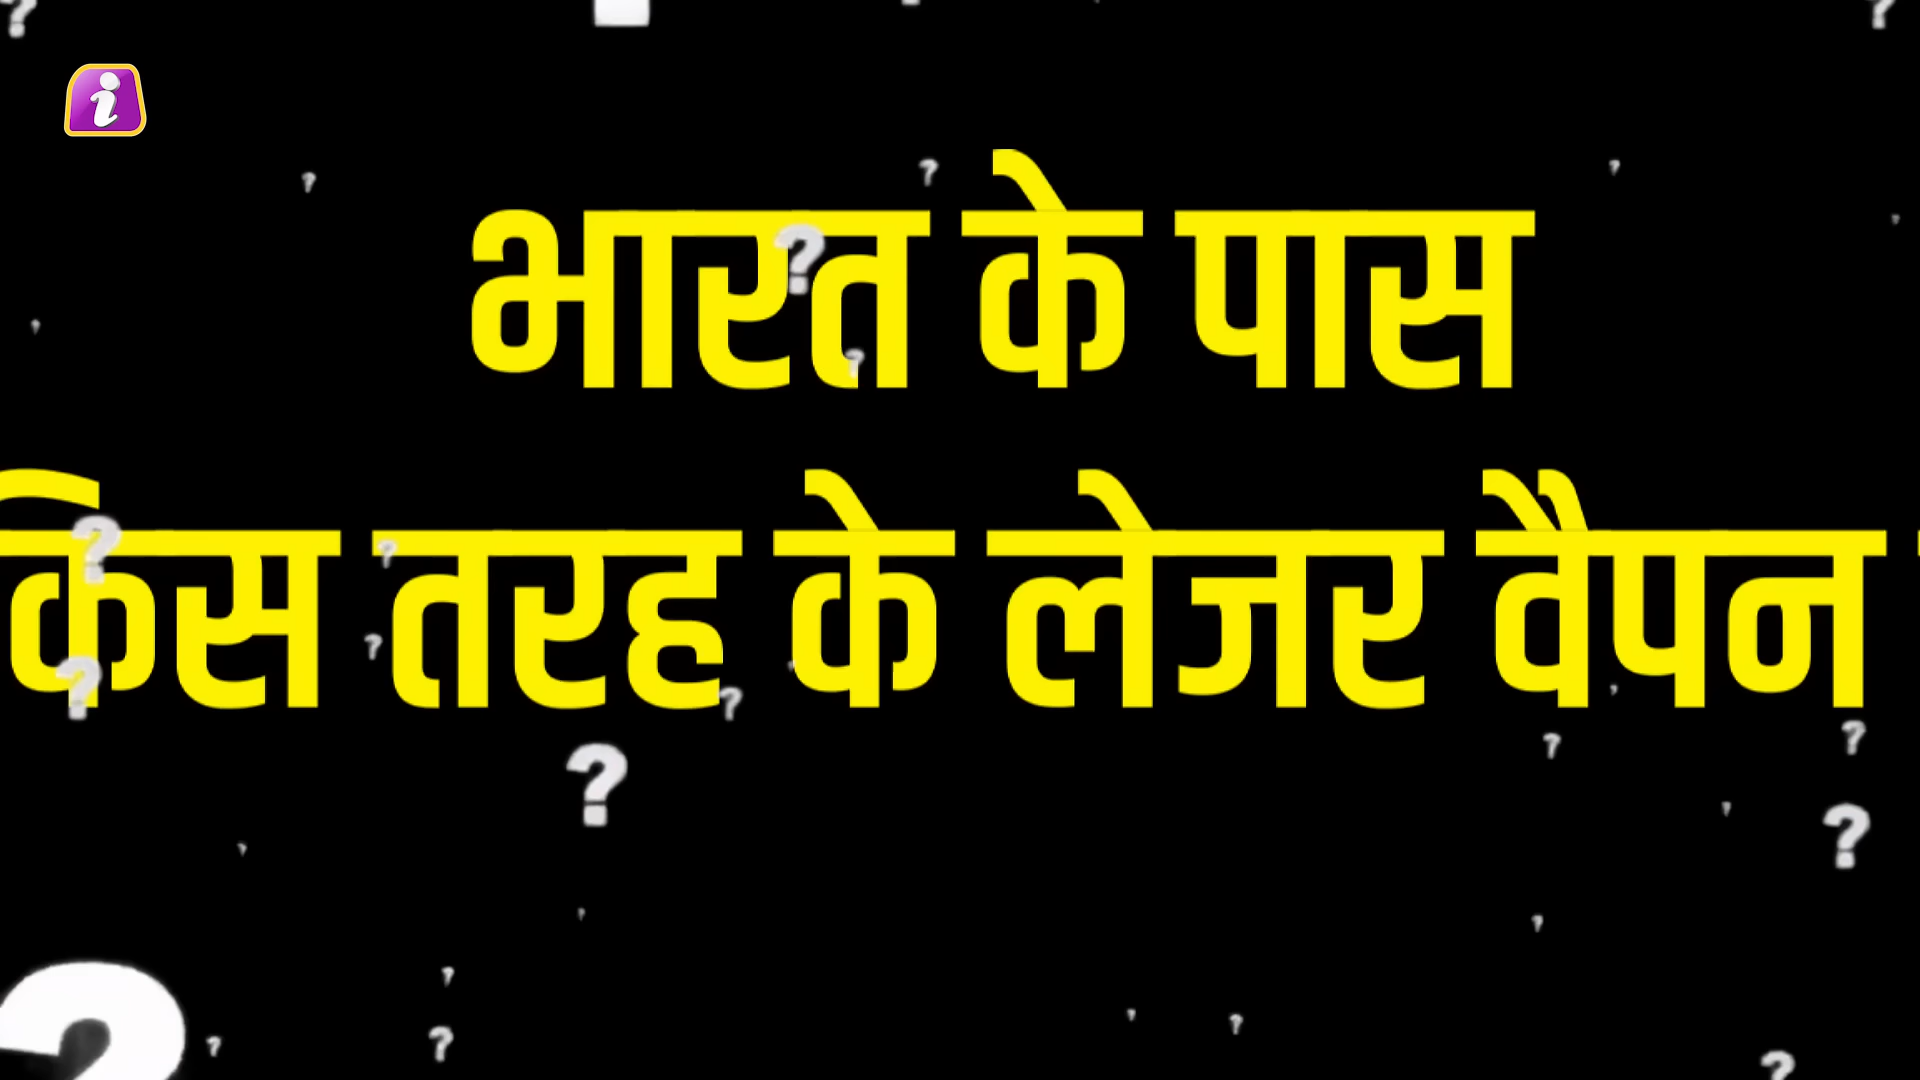 भारत के पास
किस तरह के लेजर वैपन